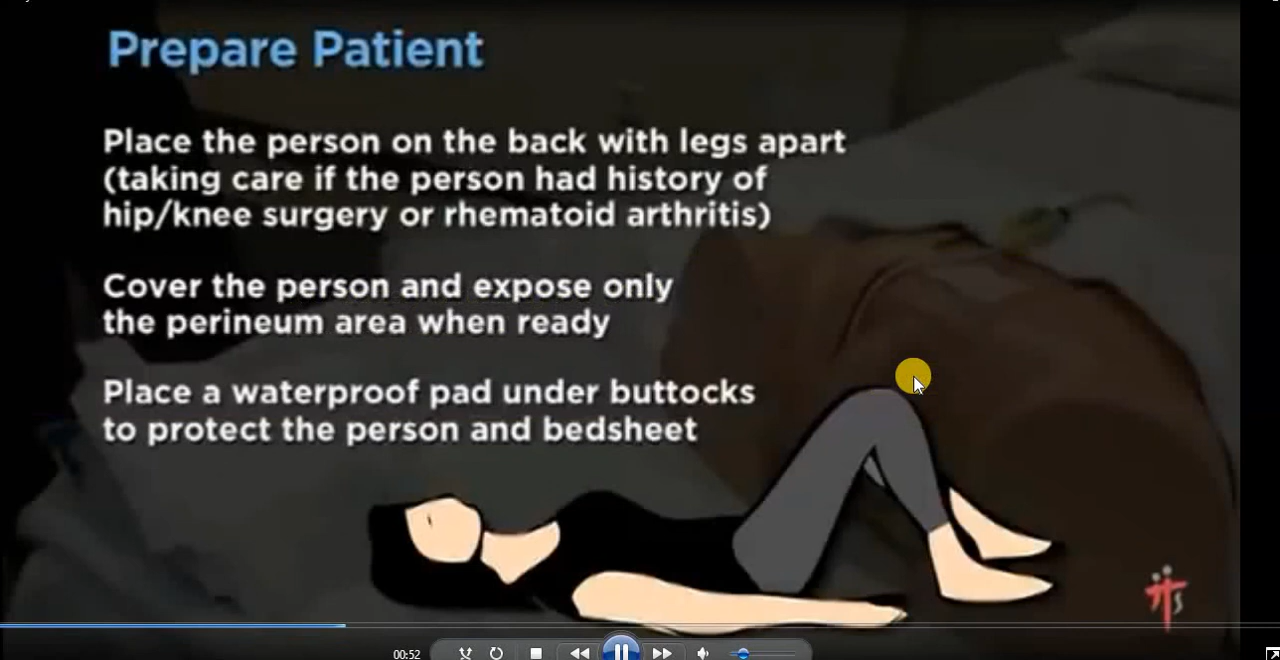 Prepare Patient
Place the person on the back with legs apart
(taking care if the person had history of
hip/knee surgery or rhematoid arthritis)
Cover the person and expose only
the perineum area when ready
Place a waterproof pad under buttocks
to protect the person and bedsheet
00:52